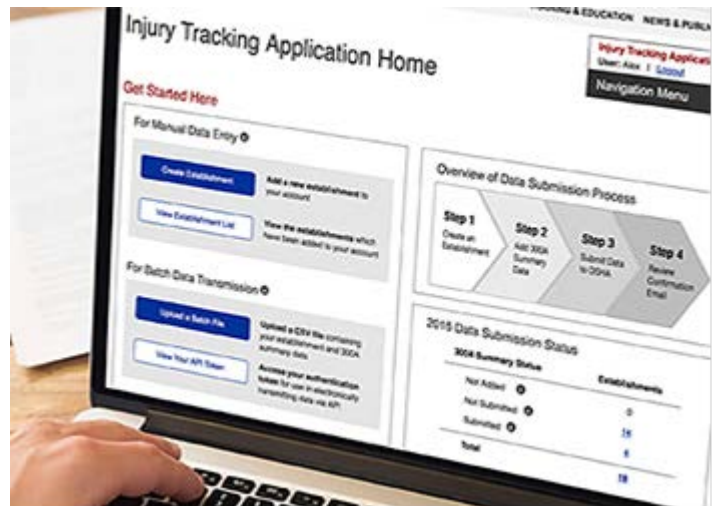 & EDUCATION NEWS &
Injury Tracking Application Home
Injury Tracking
User: Alex | Logout
Navigation Menu
Get Started Here
For Manual Data Entry
Create Establishment
Add a new establishment to
your account
View Establishment List
View the establishments which
have been added to your account
For Batch Data Transmission
Upload a Batch File
Upload a CSV file containing
your establishment and 300A
summary data
View Your API Token
Access your authentication
token for use in electronically
transmitting data via API
Overview of Data Submission Process
Step 1
Create an
Establishment
Step 2
Add 300A
Summary
Data
Step 3
Submit Data
to OSHA
Step 4
Review
Confirmation
Email
2016 Data Submission Status
300A Summary Status Establishments
Not Added 0
Not Submitted
Submitted
Total